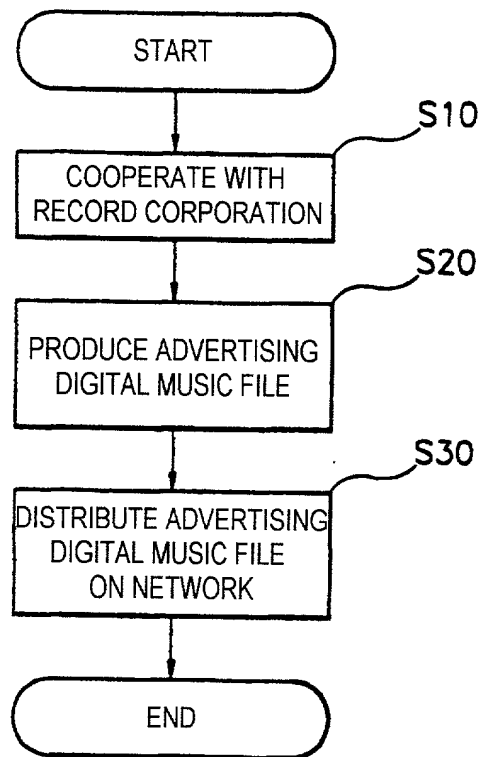 START
S10
COOPERATE WITH
RECORD CORPORATION
S20
PRODUCE ADVERTISING
DIGITAL MUSIC FILE
S30
DISTRIBUTE ADVERTISING
DIGITAL MUSIC FILE
ON NETWORK
END